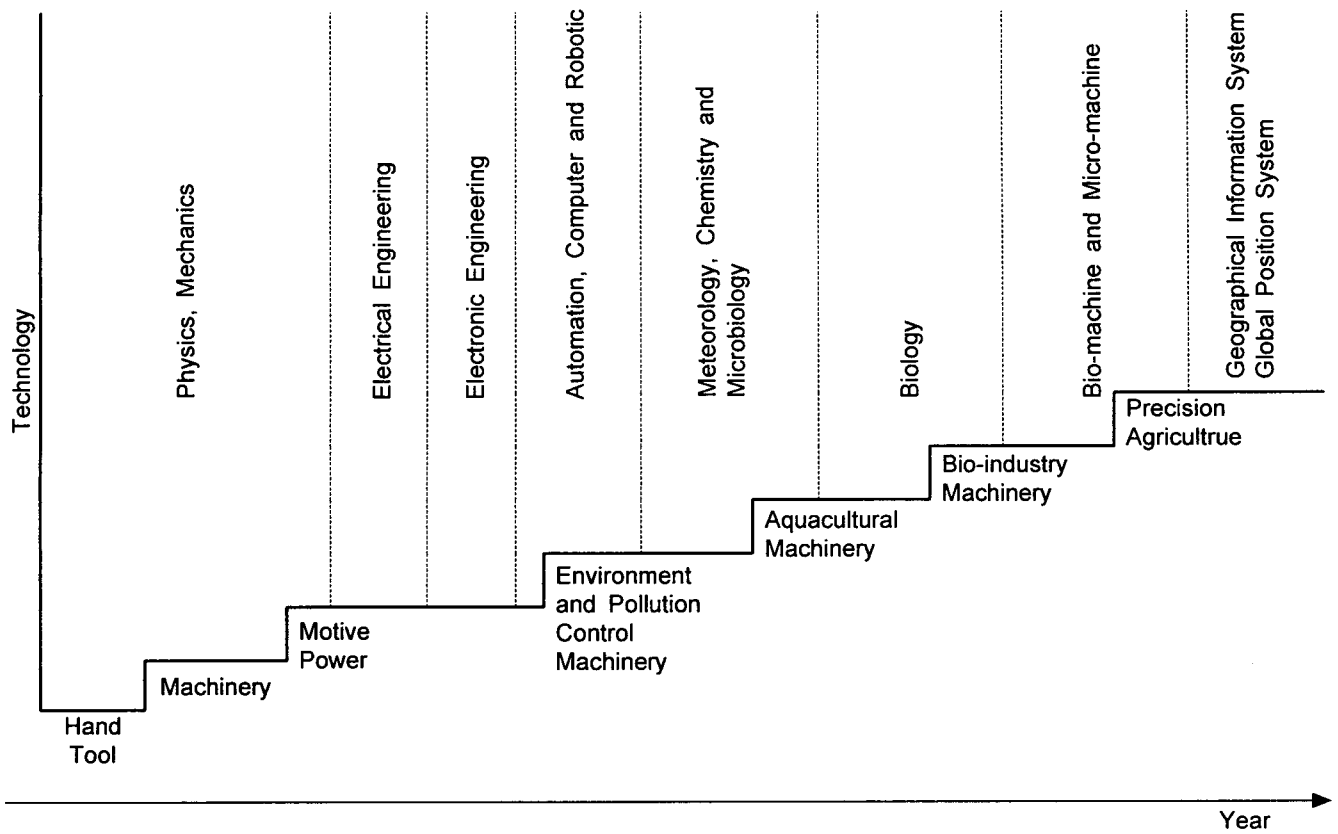 Technology
Physics, Mechanics
Electrical Engineering
Electronic Engineering
Automation, Computer and Robotic
Meteorology, Chemistry and
Microbiology
Biology
Bio-machine and Micro-machine
Geographical Information System
Global Position System
Hand
Tool
Machinery
Motive
Power
Environment
and Pollution
Control
Machinery
Aquacultural
Machinery
Bio-industry
Machinery
Precision
Agricultrue
Year